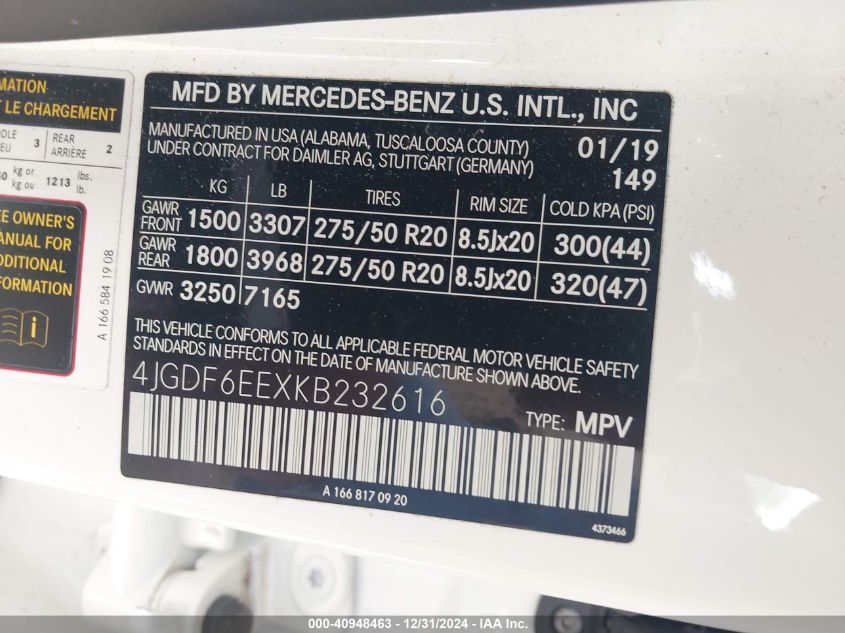 MATION
T LE CHARGEMENT
DDLE 3 REAR 2
EU ARRIÈRE
kg or 1213 lbs.
kg ou lb.
EE OWNER'S
ANUAL FOR
DDITIONAL
FORMATION
i
A 166 584 19 08
MFD BY MERCEDES-BENZ U.S. INTL., INC
MANUFACTURED IN USA (ALABAMA, TUSCALOOSA COUNTY) 01/19
UNDER CONTRACT FOR DAIMLER AG, STUTTGART (GERMANY) 149
KG LB TIRES RIM SIZE COLD KPA(PSI)
GAWR FRONT 1500 3307 275/50 R20 8.5Jx20 300(44)
GAWR REAR 1800 3968 275/50 R20 8.5Jx20 320(47)
GVWR 3250 7165
THIS VEHICLE CONFORMS TO ALL APPLICABLE FEDERAL MOTOR VEHICLE SAFETY
STANDARDS IN EFFECT ON THE DATE OF MANUFACTURE SHOWN ABOVE.
4JGDF6EEXKB232616
TYPE: MPV
A 166 817 09 20
4373466
000-40948463 - 12/31/2024 - IAA Inc.